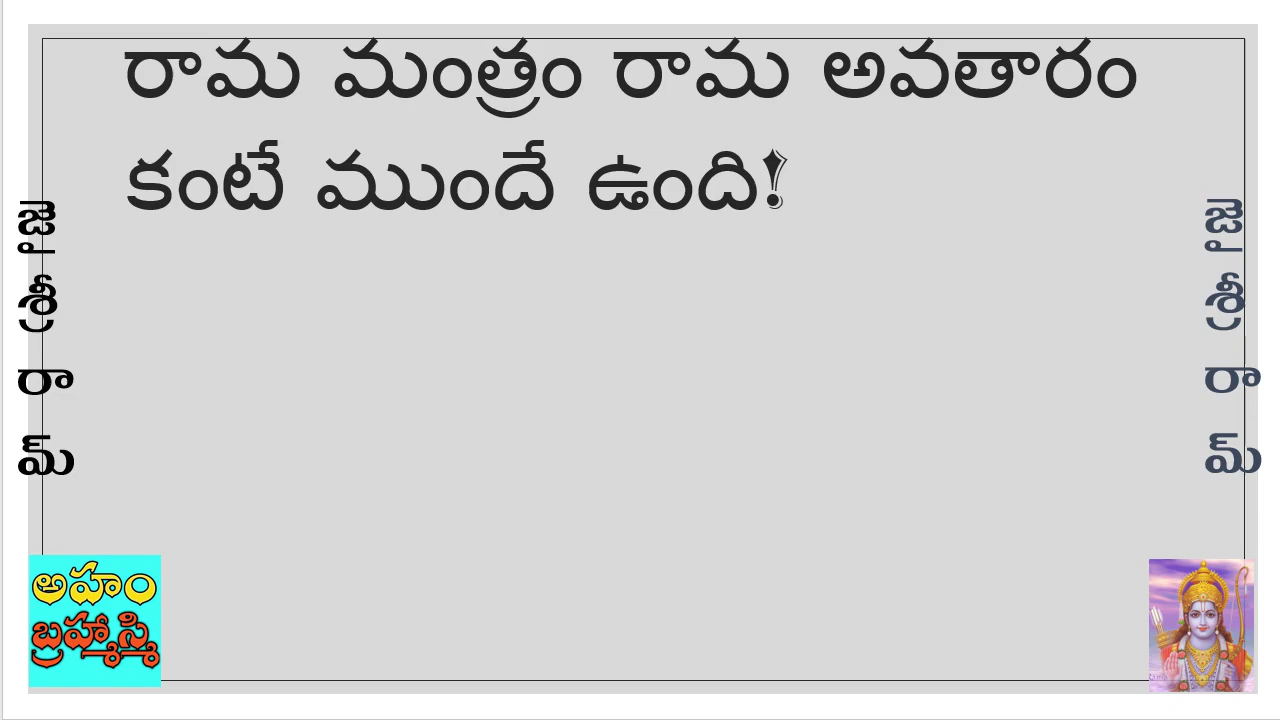 రామ మంత్రం రామ అవతారం
కంటే ముందే ఉంది!
జై
శ్రీ
రా
మ్
జై
శ్రీ
రా
మ్
అహం
బ్రహ్మాస్మి